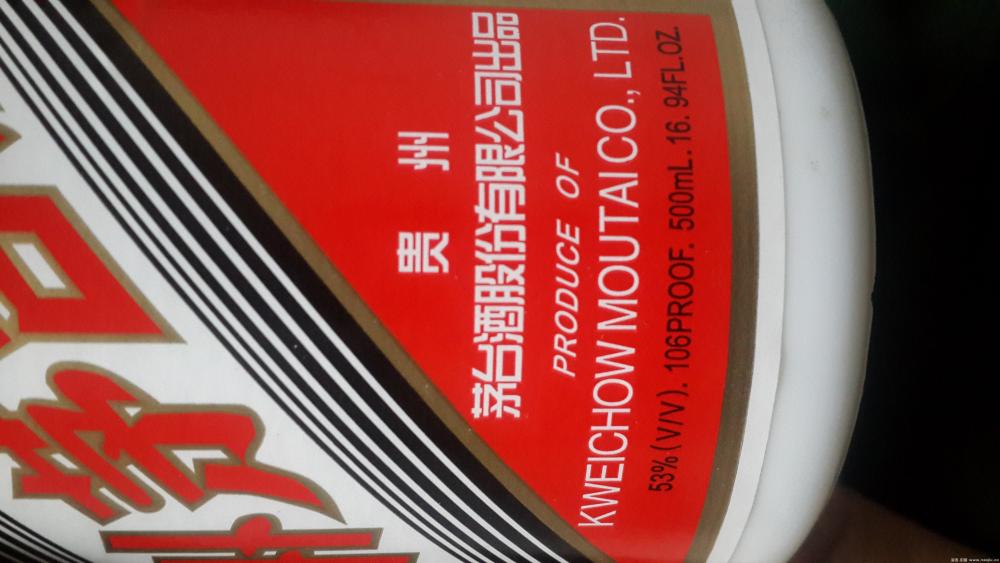 贵州
茅台酒股份有限公司出品
PRODUCE OF
KWEICHOW MOUTAI CO., LTD.
53% (V/V). 106PROOF. 500mL. 16. 94FL.OZ.